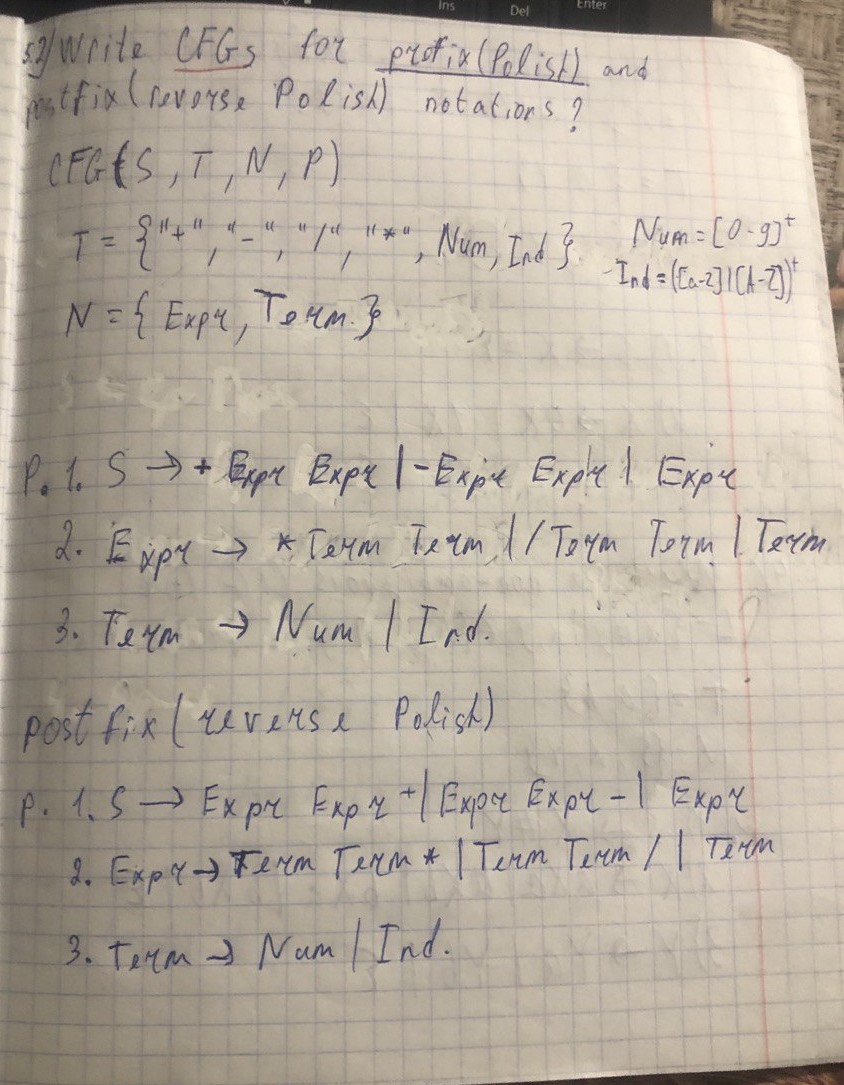 Ins Del Enter
52) Write CFGs for prefix(Polish) and
postfix(reverse Polish) notations?
CFG(S, T, N, P)
T = {"+", "-", "/", "*", Num, Ind}. Num = [0-9]⁺
Ind = ([a-z]|[A-Z])⁺
N = { Expr, Term.}
P. 1. S → + Expr Expr | - Expr Expr | Expr
2. Expr → * Term Term | / Term Term | Term
3. Term → Num | Ind.
postfix(reverse Polish)
P. 1. S → Expr Expr + | Expr Expr - | Expr
2. Expr → Term Term * | Term Term / | Term
3. Term → Num | Ind.